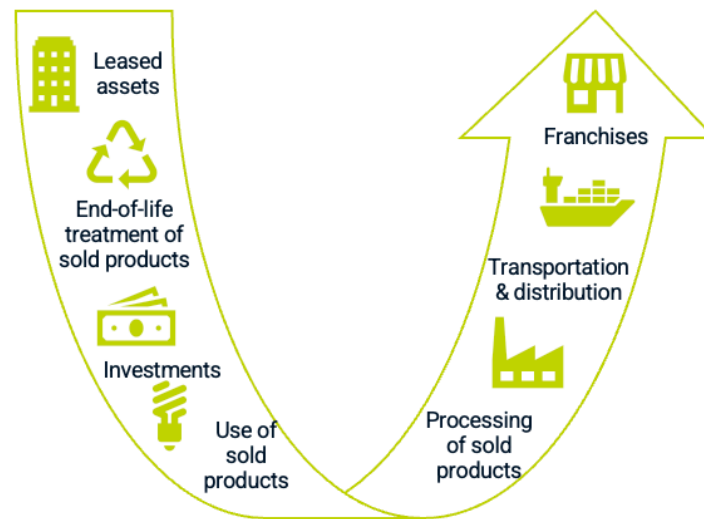 Leased
assets
End-of-life
treatment of
sold products
Investments
Use of
sold
products
Franchises
Transportation
& distribution
Processing
of sold
products